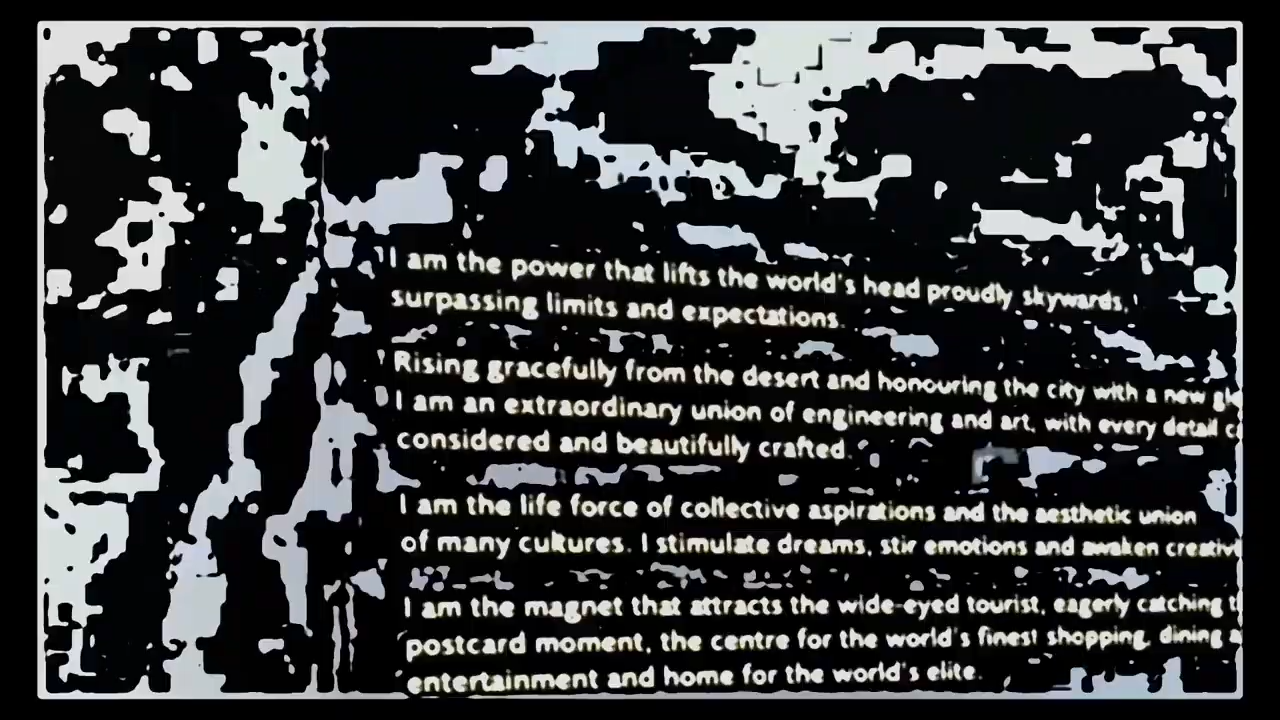 I am the power that lifts the world's head proudly skywards,
surpassing limits and expectations.
Rising gracefully from the desert and honouring the city with a new
I am an extraordinary union of engineering and art, with every detail
considered and beautifully crafted.
I am the life force of collective aspirations and the aesthetic union
of many cultures. I stimulate dreams, stir emotions and awaken
I am the magnet that attracts the wide-eyed tourist, eagerly catching
postcard moment, the centre for the world's finest shopping, dining
entertainment and home for the world's elite.